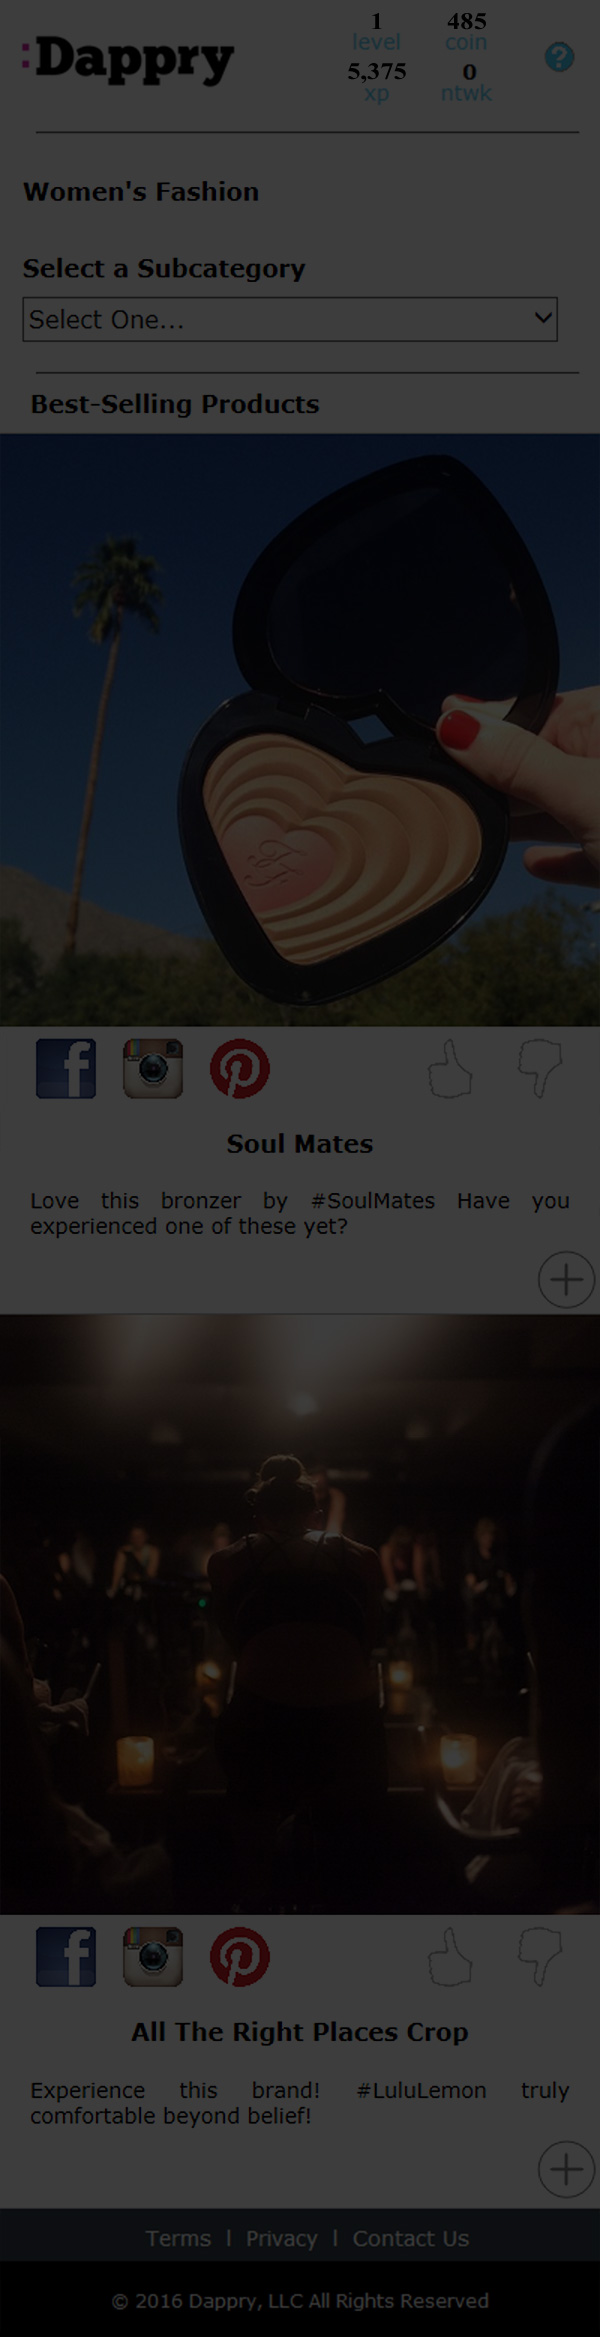 :Dappry
1 485
level coin
5,375 0
xp ntwk
?
Women's Fashion
Select a Subcategory
Select One...
Best-Selling Products
Soul Mates
Love this bronzer by #SoulMates Have you
experienced one of these yet?
All The Right Places Crop
Experience this brand! #LuluLemon truly
comfortable beyond belief!
Terms | Privacy | Contact Us
© 2016 Dappry, LLC All Rights Reserved